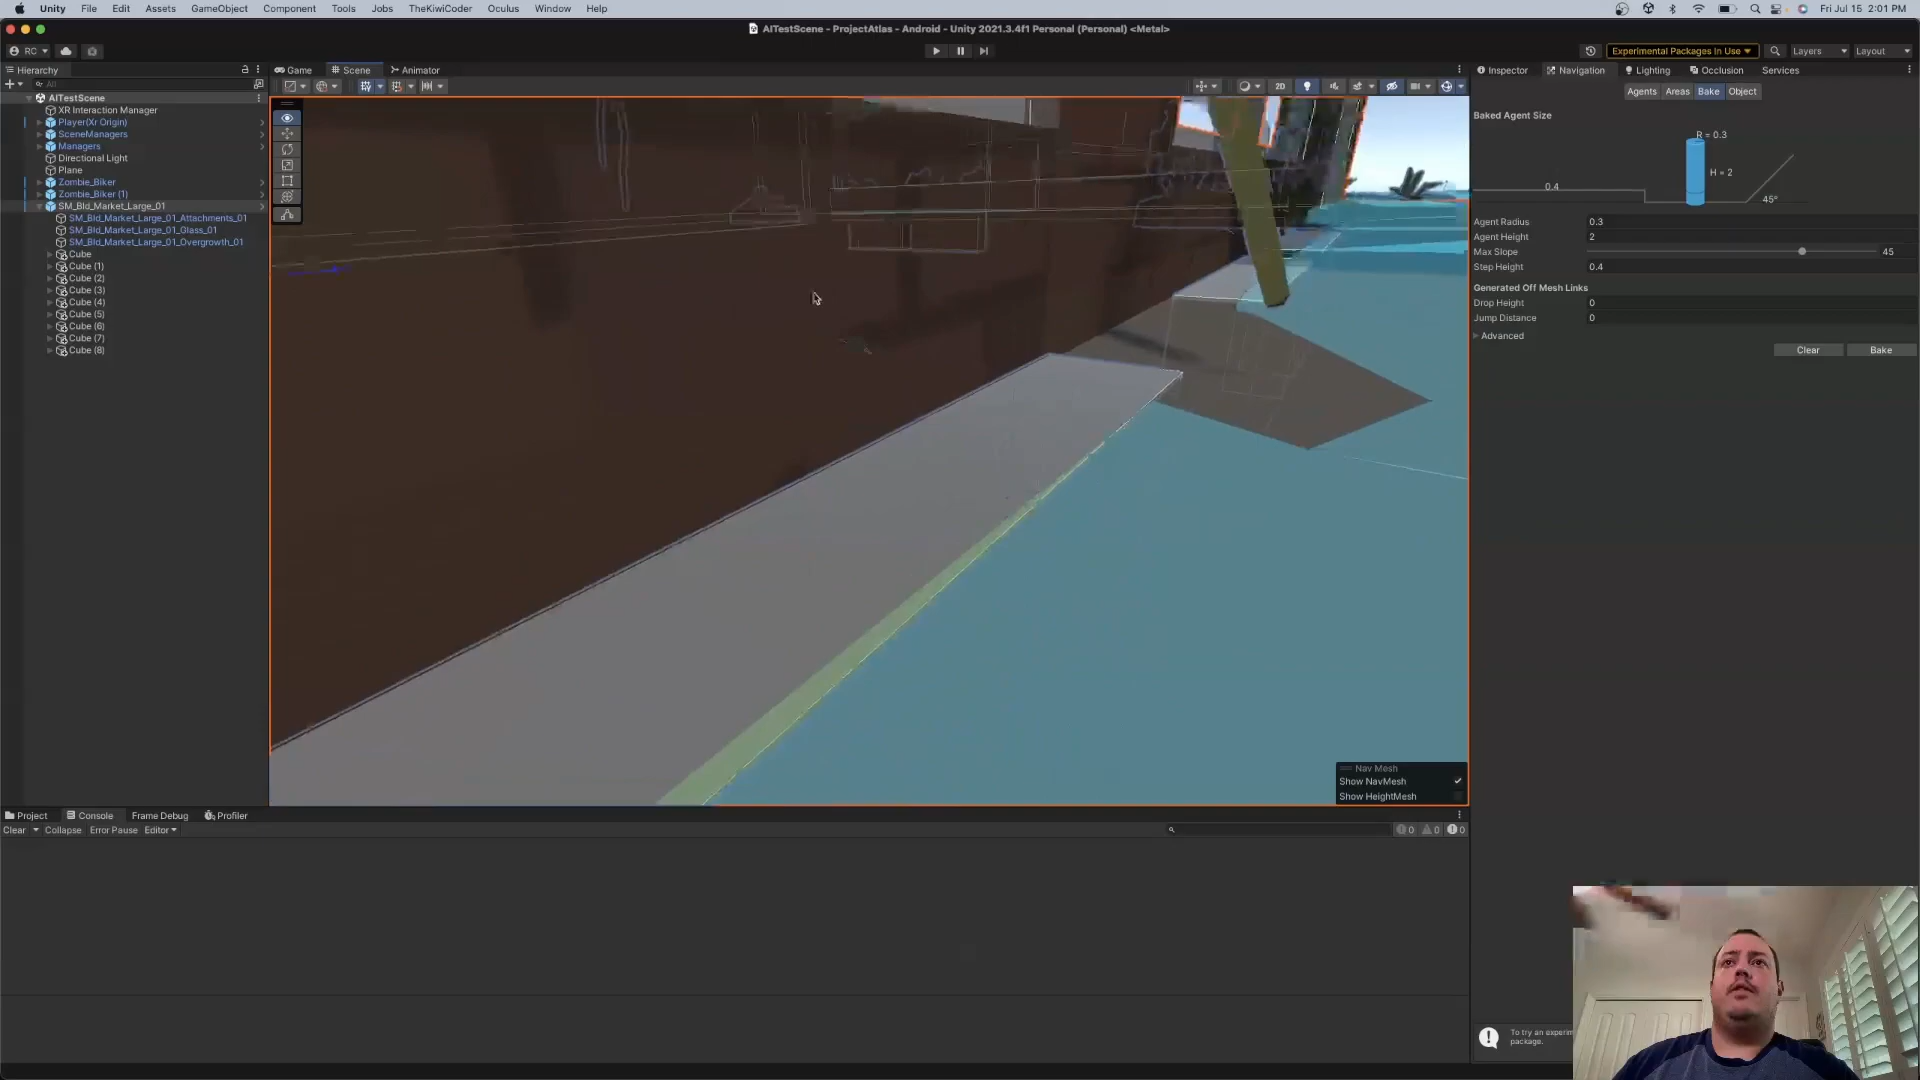 Unity File Edit Assets GameObject Component Tools Jobs TheKiwiCoder Oculus Window Help Fri Jul 15 2:01 PM
AITestScene - ProjectAtlas - Android - Unity 2021.3.4f1 Personal (Personal) <Metal>
RC Experimental Packages In Use Layers Layout
Hierarchy Game Scene Animator Inspector Navigation Lighting Occlusion Services
All 2D
Agents Areas Bake Object
AITestScene
XR Interaction Manager
Player(Xr Origin)
SceneManagers
Managers
Directional Light
Plane
Zombie_Biker
Zombie_Biker (1)
SM_Bld_Market_Large_01
SM_Bld_Market_Large_01_Attachments_01
SM_Bld_Market_Large_01_Glass_01
SM_Bld_Market_Large_01_Overgrowth_01
Cube
Cube (1)
Cube (2)
Cube (3)
Cube (4)
Cube (5)
Cube (6)
Cube (7)
Cube (8)
Baked Agent Size
R = 0.3
H = 2
0.4
45°
Agent Radius 0.3
Agent Height 2
Max Slope 45
Step Height 0.4
Generated Off Mesh Links
Drop Height 0
Jump Distance 0
Advanced
Clear Bake
Nav Mesh
Show NavMesh
Show HeightMesh
Project Console Frame Debug Profiler
Clear Collapse Error Pause Editor 0 0 0
To try an experim
package.